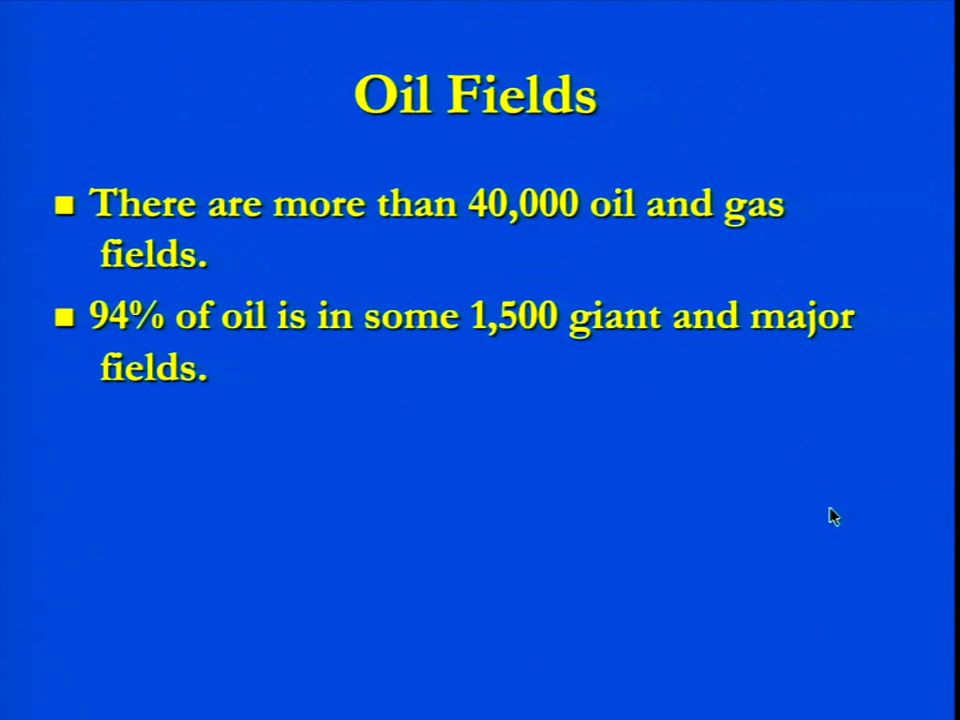 Oil Fields
There are more than 40,000 oil and gas
fields.
94% of oil is in some 1,500 giant and major
fields.